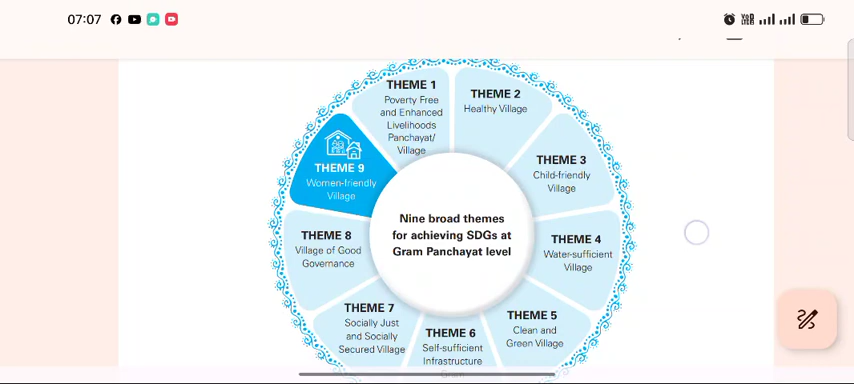 07:07
THEME 1
Poverty Free
and Enhanced
Livelihoods
Panchayat/
Village
THEME 2
Healthy Village
THEME 3
Child-friendly
Village
THEME 4
Water-sufficient
Village
THEME 5
Clean and
Green Village
THEME 6
Self-sufficient
Infrastructure
THEME 7
Socially Just
and Socially
Secured Village
THEME 8
Village of Good
Governance
THEME 9
Women-friendly
Village
Nine broad themes
for achieving SDGs at
Gram Panchayat level